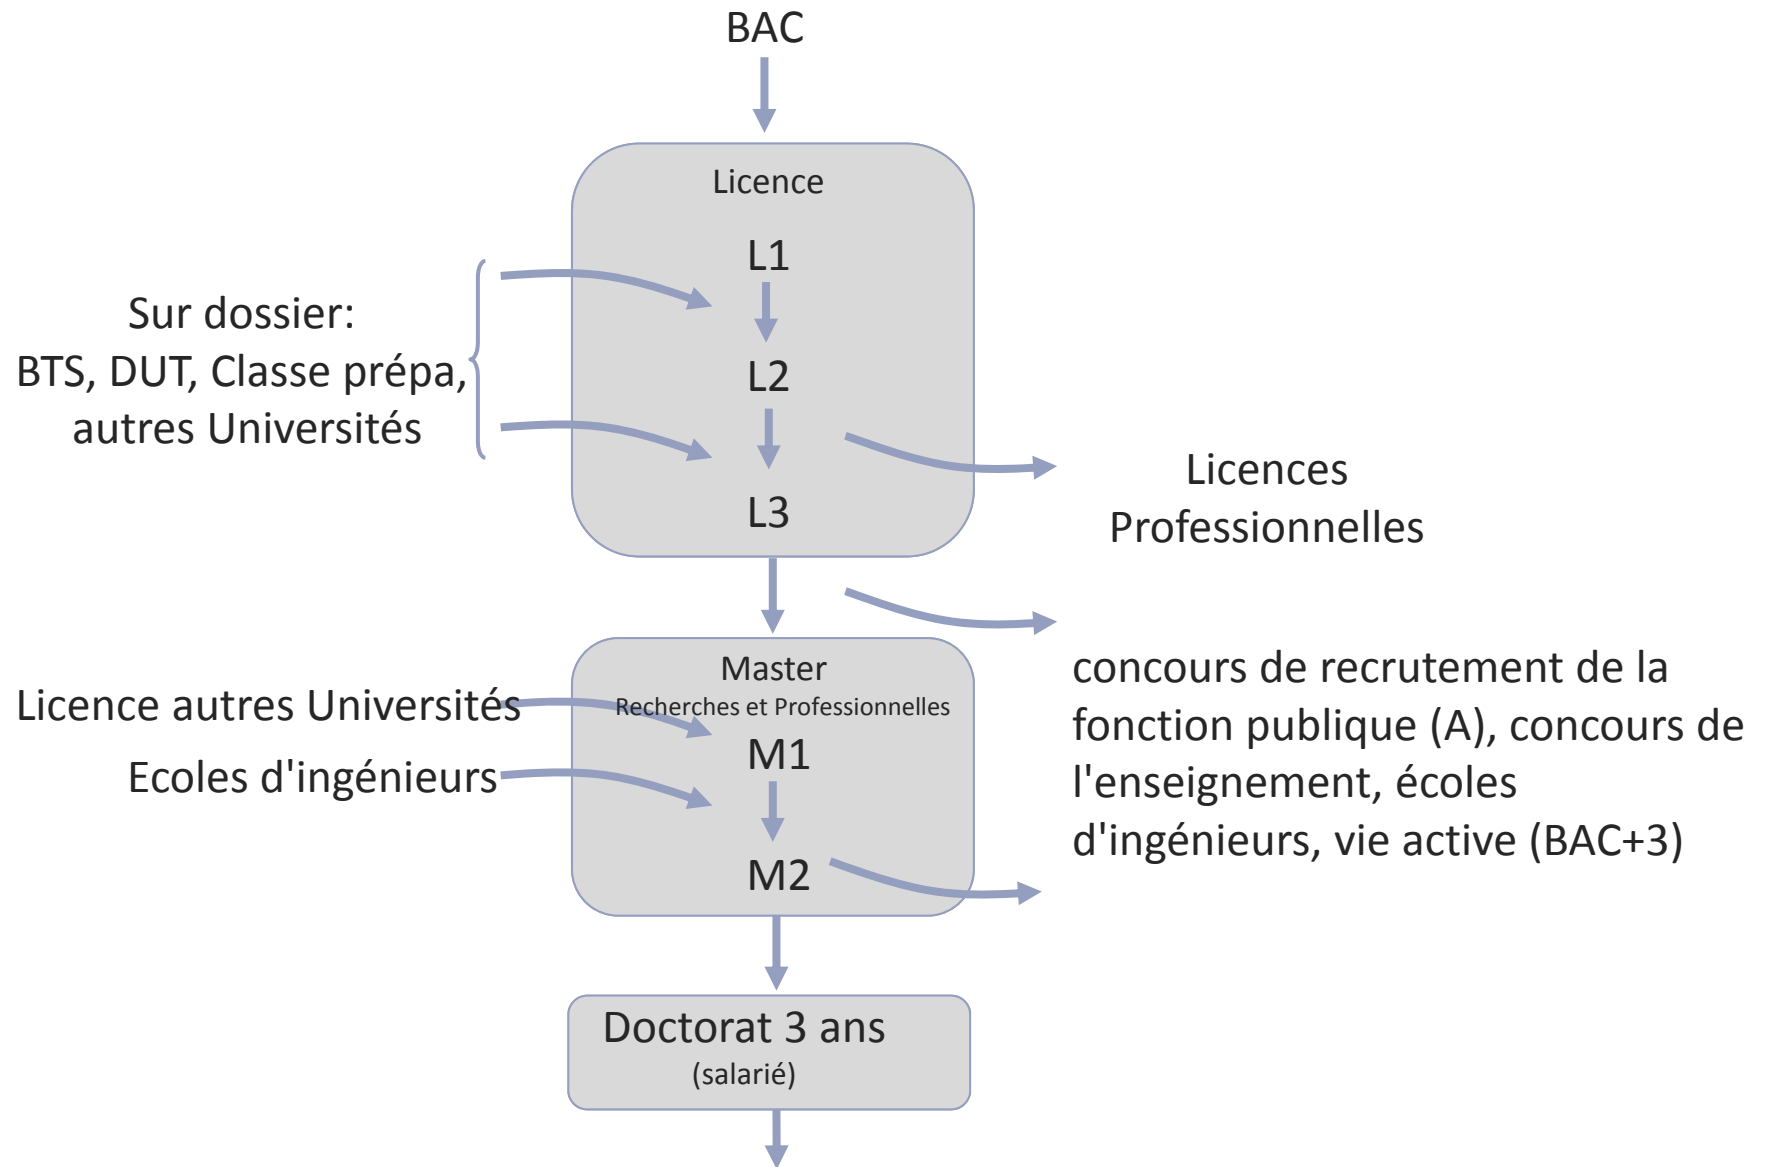 BAC
Licence
L1
Sur dossier:
BTS, DUT, Classe prépa,
autres Universités
L2
L3
Licences
Professionnelles
Master
Recherches et Professionnelles
Licence autres Universités
Ecoles d'ingénieurs
M1
M2
concours de recrutement de la
fonction publique (A), concours de
l'enseignement, écoles
d'ingénieurs, vie active (BAC+3)
Doctorat 3 ans
(salarié)